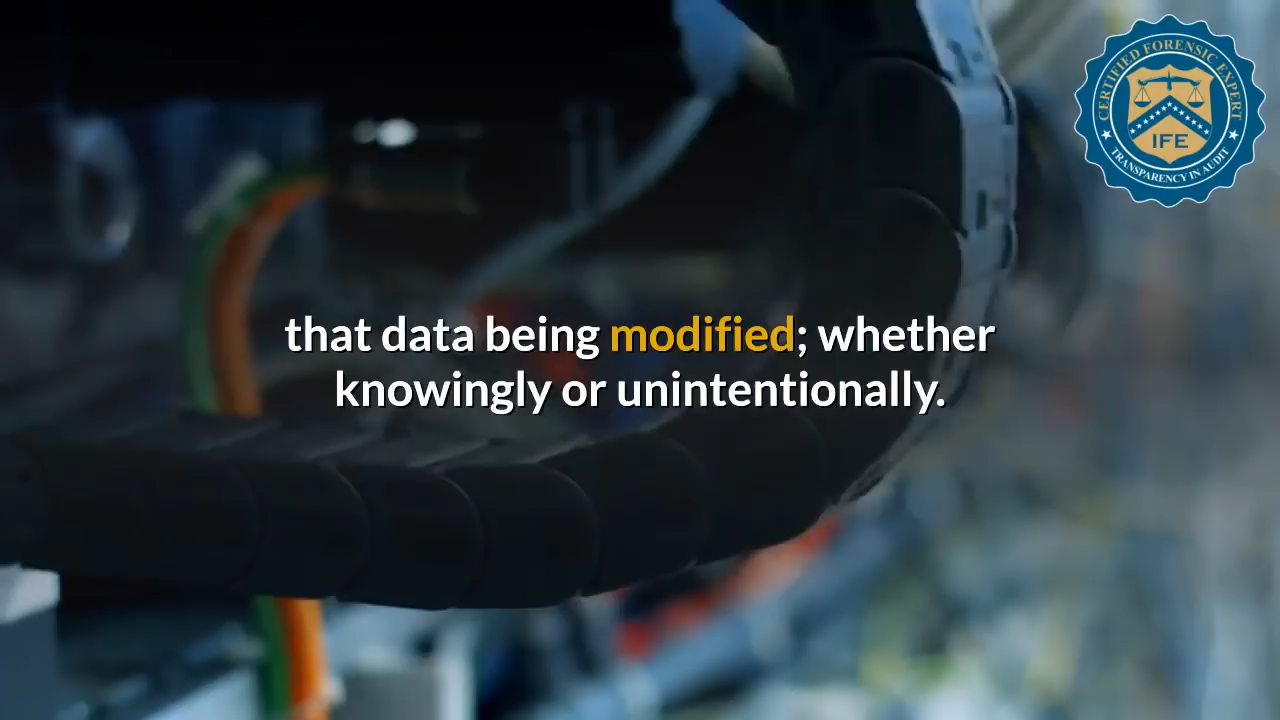 CERTIFIED FORENSIC EXPERT
IFE
TRANSPARENCY IN AUDIT
that data being modified; whether
knowingly or unintentionally.